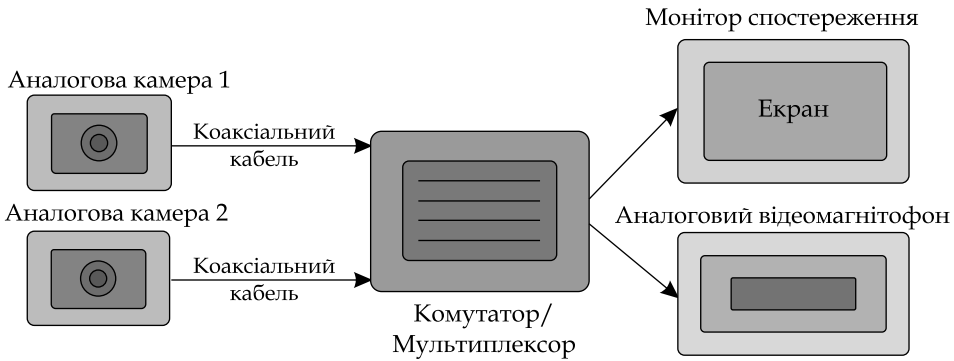 Аналогова камера 1
Коаксіальний
кабель
Аналогова камера 2
Коаксіальний
кабель
Комутатор/
Мультиплексор
Монітор спостереження
Екран
Аналоговий відеомагнітофон